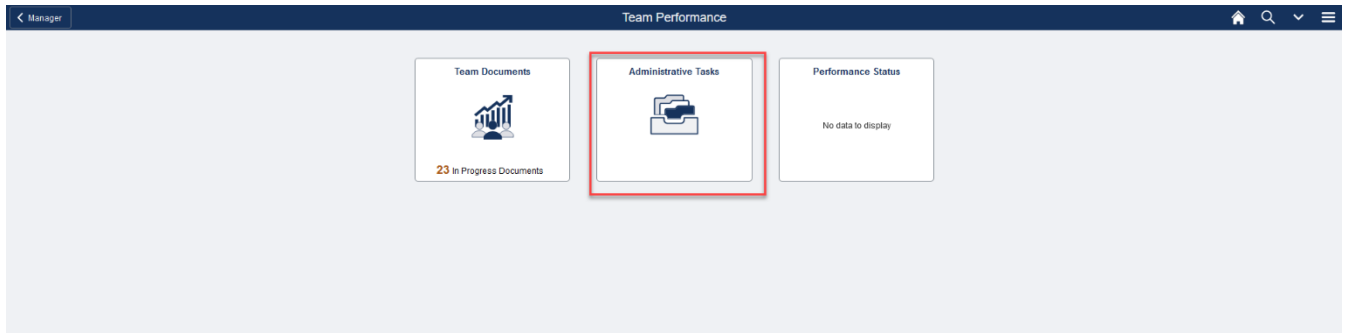 Manager
Team Performance
Team Documents
23 In Progress Documents
Administrative Tasks
Performance Status
No data to display